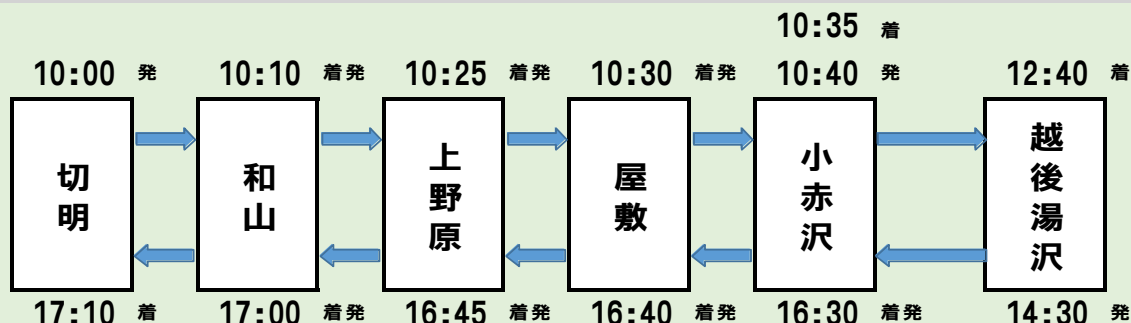 10:35 着
10:00 発 10:10 着発 10:25 着発 10:30 着発 10:40 発 12:40 着
切明 和山 上野原 屋敷 小赤沢 越後湯沢
17:10 着 17:00 着発 16:45 着発 16:40 着発 16:30 着発 14:30 発